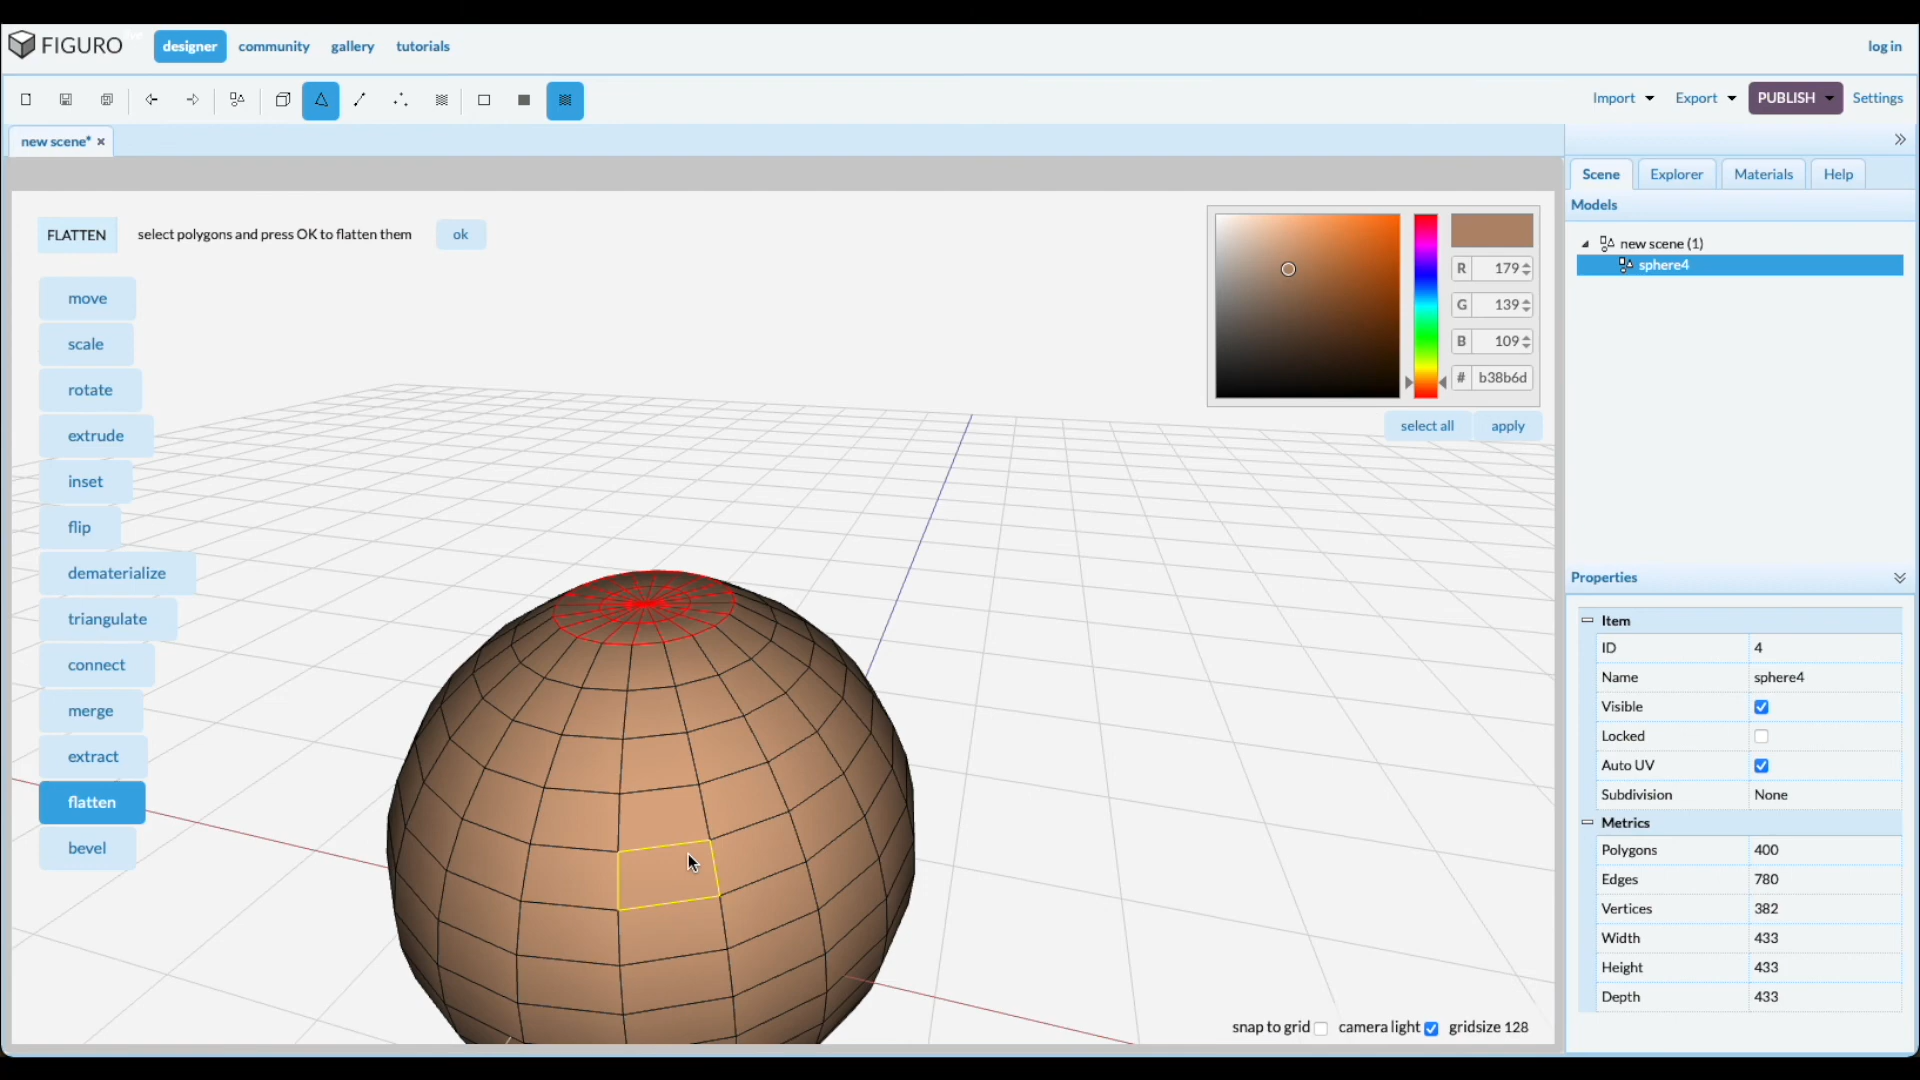 FIGURO
designer
community
gallery
tutorials
log in
Import
Export
PUBLISH
Settings
new scene*
Scene
Explorer
Materials
Help
Models
new scene (1)
sphere4
FLATTEN
select polygons and press OK to flatten them
ok
move
scale
rotate
extrude
inset
flip
dematerialize
triangulate
connect
merge
extract
flatten
bevel
R 179
G 139
B 109
# b38b6d
select all
apply
Properties
Item
ID 4
Name sphere4
Visible
Locked
Auto UV
Subdivision None
Metrics
Polygons 400
Edges 780
Vertices 382
Width 433
Height 433
Depth 433
snap to grid
camera light
gridsize 128